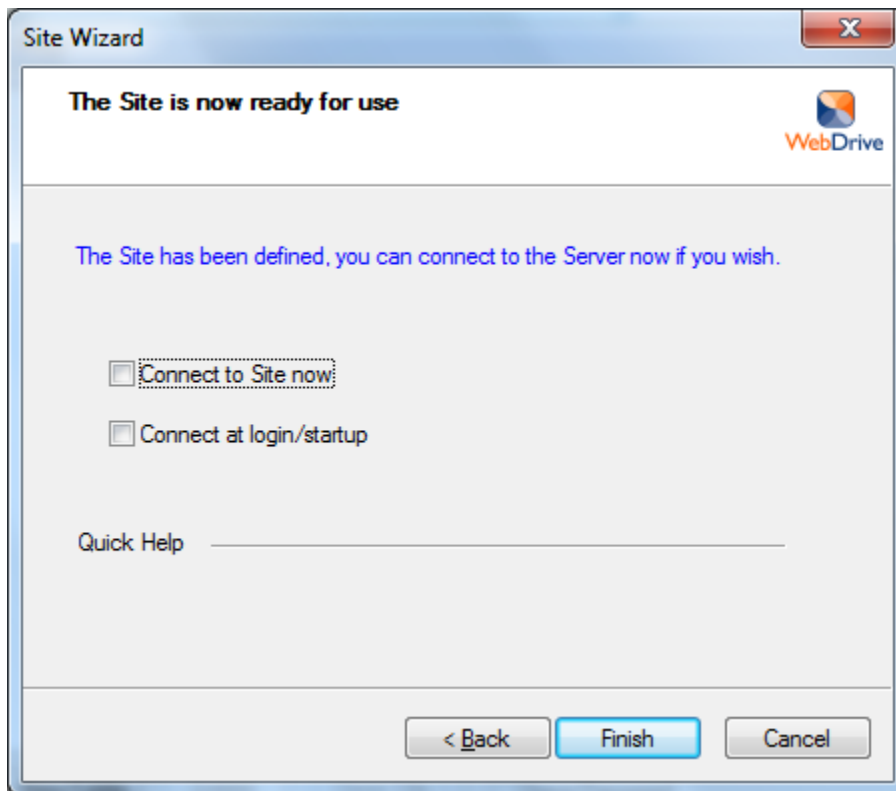 Site Wizard
The Site is now ready for use
WebDrive
The Site has been defined, you can connect to the Server now if you wish.
Connect to Site now
Connect at login/startup
Quick Help
< Back
Finish
Cancel